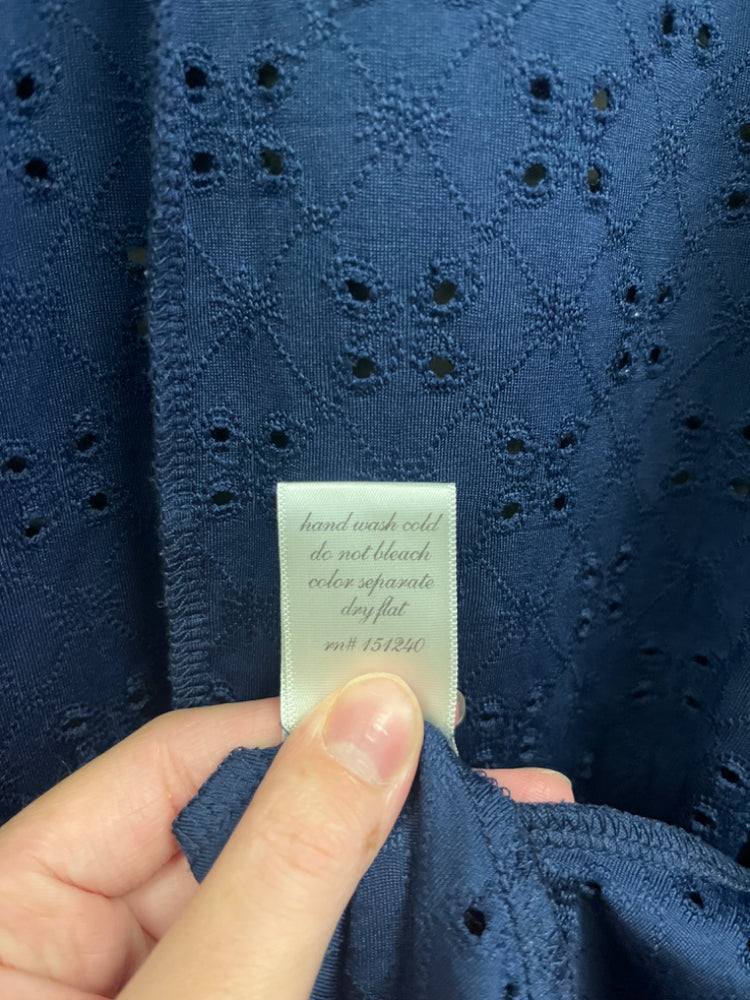 hand wash cold
do not bleach
color separate
dry flat
rn# 151240